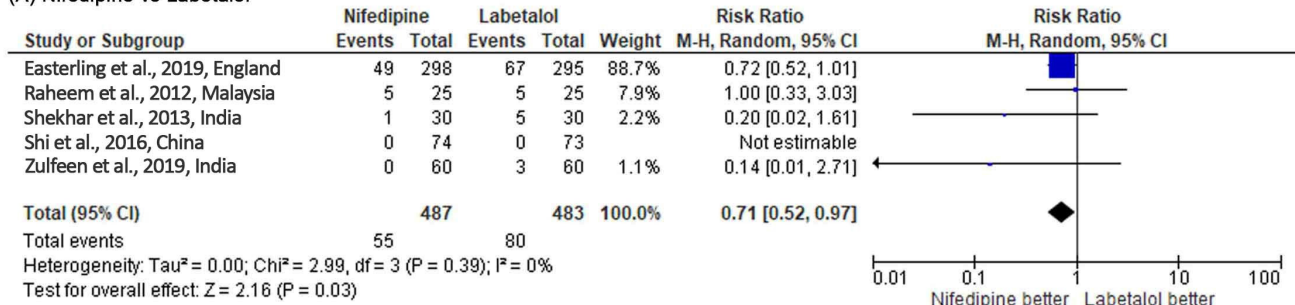 (A) Nifedipine vs Labetalol
Nifedipine Labetalol Risk Ratio Risk Ratio
Study or Subgroup Events Total Events Total Weight M-H, Random, 95% CI M-H, Random, 95% CI
Easterling et al., 2019, England 49 298 67 295 88.7% 0.72 [0.52, 1.01]
Raheem et al., 2012, Malaysia 5 25 5 25 7.9% 1.00 [0.33, 3.03]
Shekhar et al., 2013, India 1 30 5 30 2.2% 0.20 [0.02, 1.61]
Shi et al., 2016, China 0 74 0 73 Not estimable
Zulfeen et al., 2019, India 0 60 3 60 1.1% 0.14 [0.01, 2.71]
Total (95% CI) 487 483 100.0% 0.71 [0.52, 0.97]
Total events 55 80
Heterogeneity: Tau² = 0.00; Chi² = 2.99, df = 3 (P = 0.39); I² = 0%
Test for overall effect: Z = 2.16 (P = 0.03)
0.01 0.1 1 10 100
Nifedipine better Labetalol better